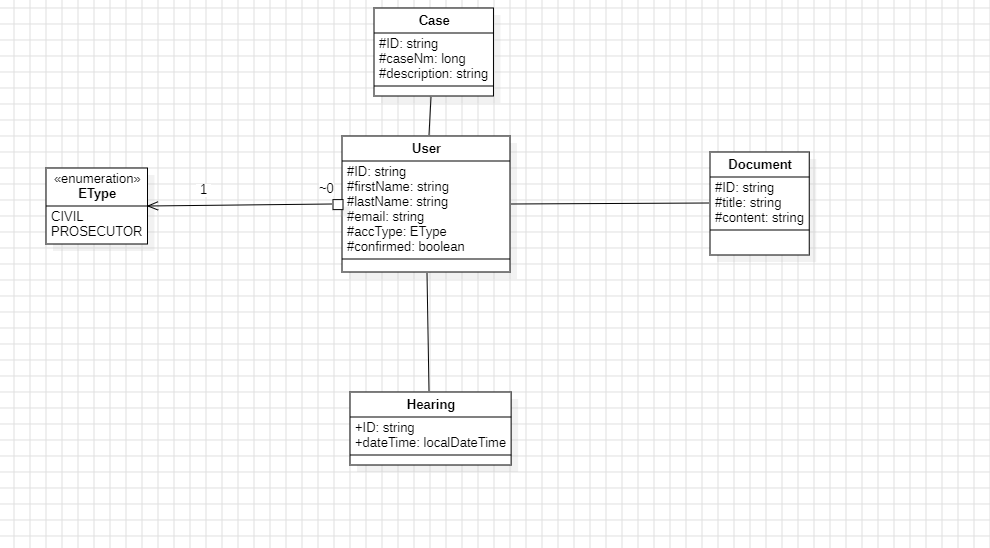 Case
#ID: string
#caseNm: long
#description: string
User
#ID: string
#firstName: string
#lastName: string
#email: string
#accType: EType
#confirmed: boolean
«enumeration»
EType
CIVIL
PROSECUTOR
1
~0
Document
#ID: string
#title: string
#content: string
Hearing
+ID: string
+dateTime: localDateTime